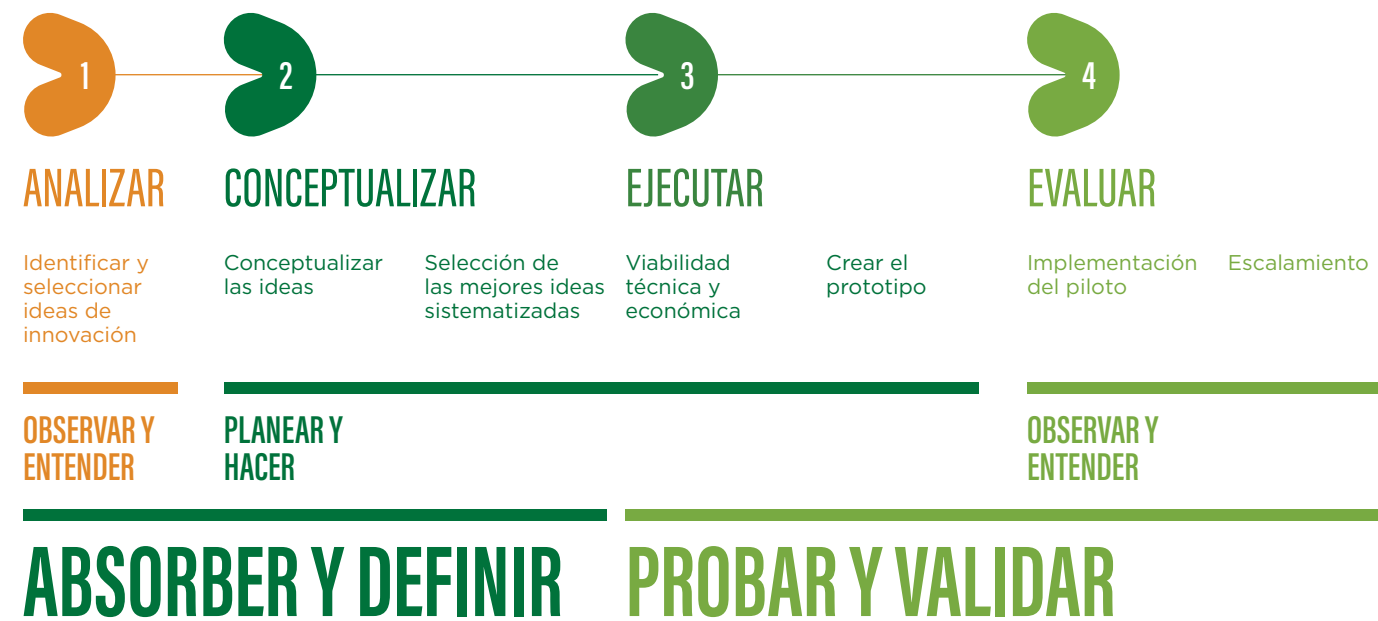 1
2
3
4
ANALIZAR
CONCEPTUALIZAR
EJECUTAR
EVALUAR
Identificar y
seleccionar
ideas de
innovación
Conceptualizar
las ideas
Selección de
las mejores ideas
sistematizadas
Viabilidad
técnica y
económica
Crear el
prototipo
Implementación
del piloto
Escalamiento
OBSERVAR Y
ENTENDER
PLANEAR Y
HACER
OBSERVAR Y
ENTENDER
ABSORBER Y DEFINIR
PROBAR Y VALIDAR